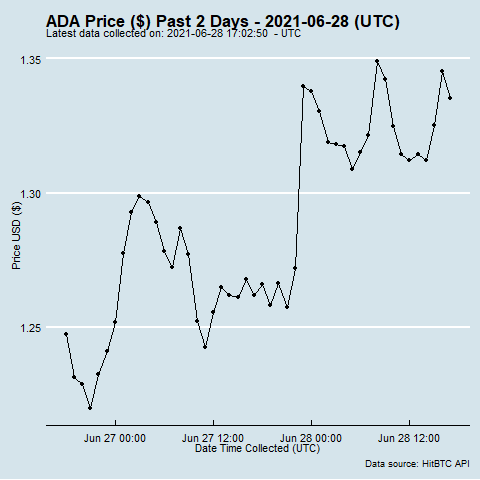 ADA Price ($) Past 2 Days - 2021-06-28 (UTC)
Latest data collected on: 2021-06-28 17:02:50 - UTC
1.35
1.30
1.25
Price USD ($)
Jun 27 00:00
Jun 27 12:00
Jun 28 00:00
Jun 28 12:00
Date Time Collected (UTC)
Data source: HitBTC API